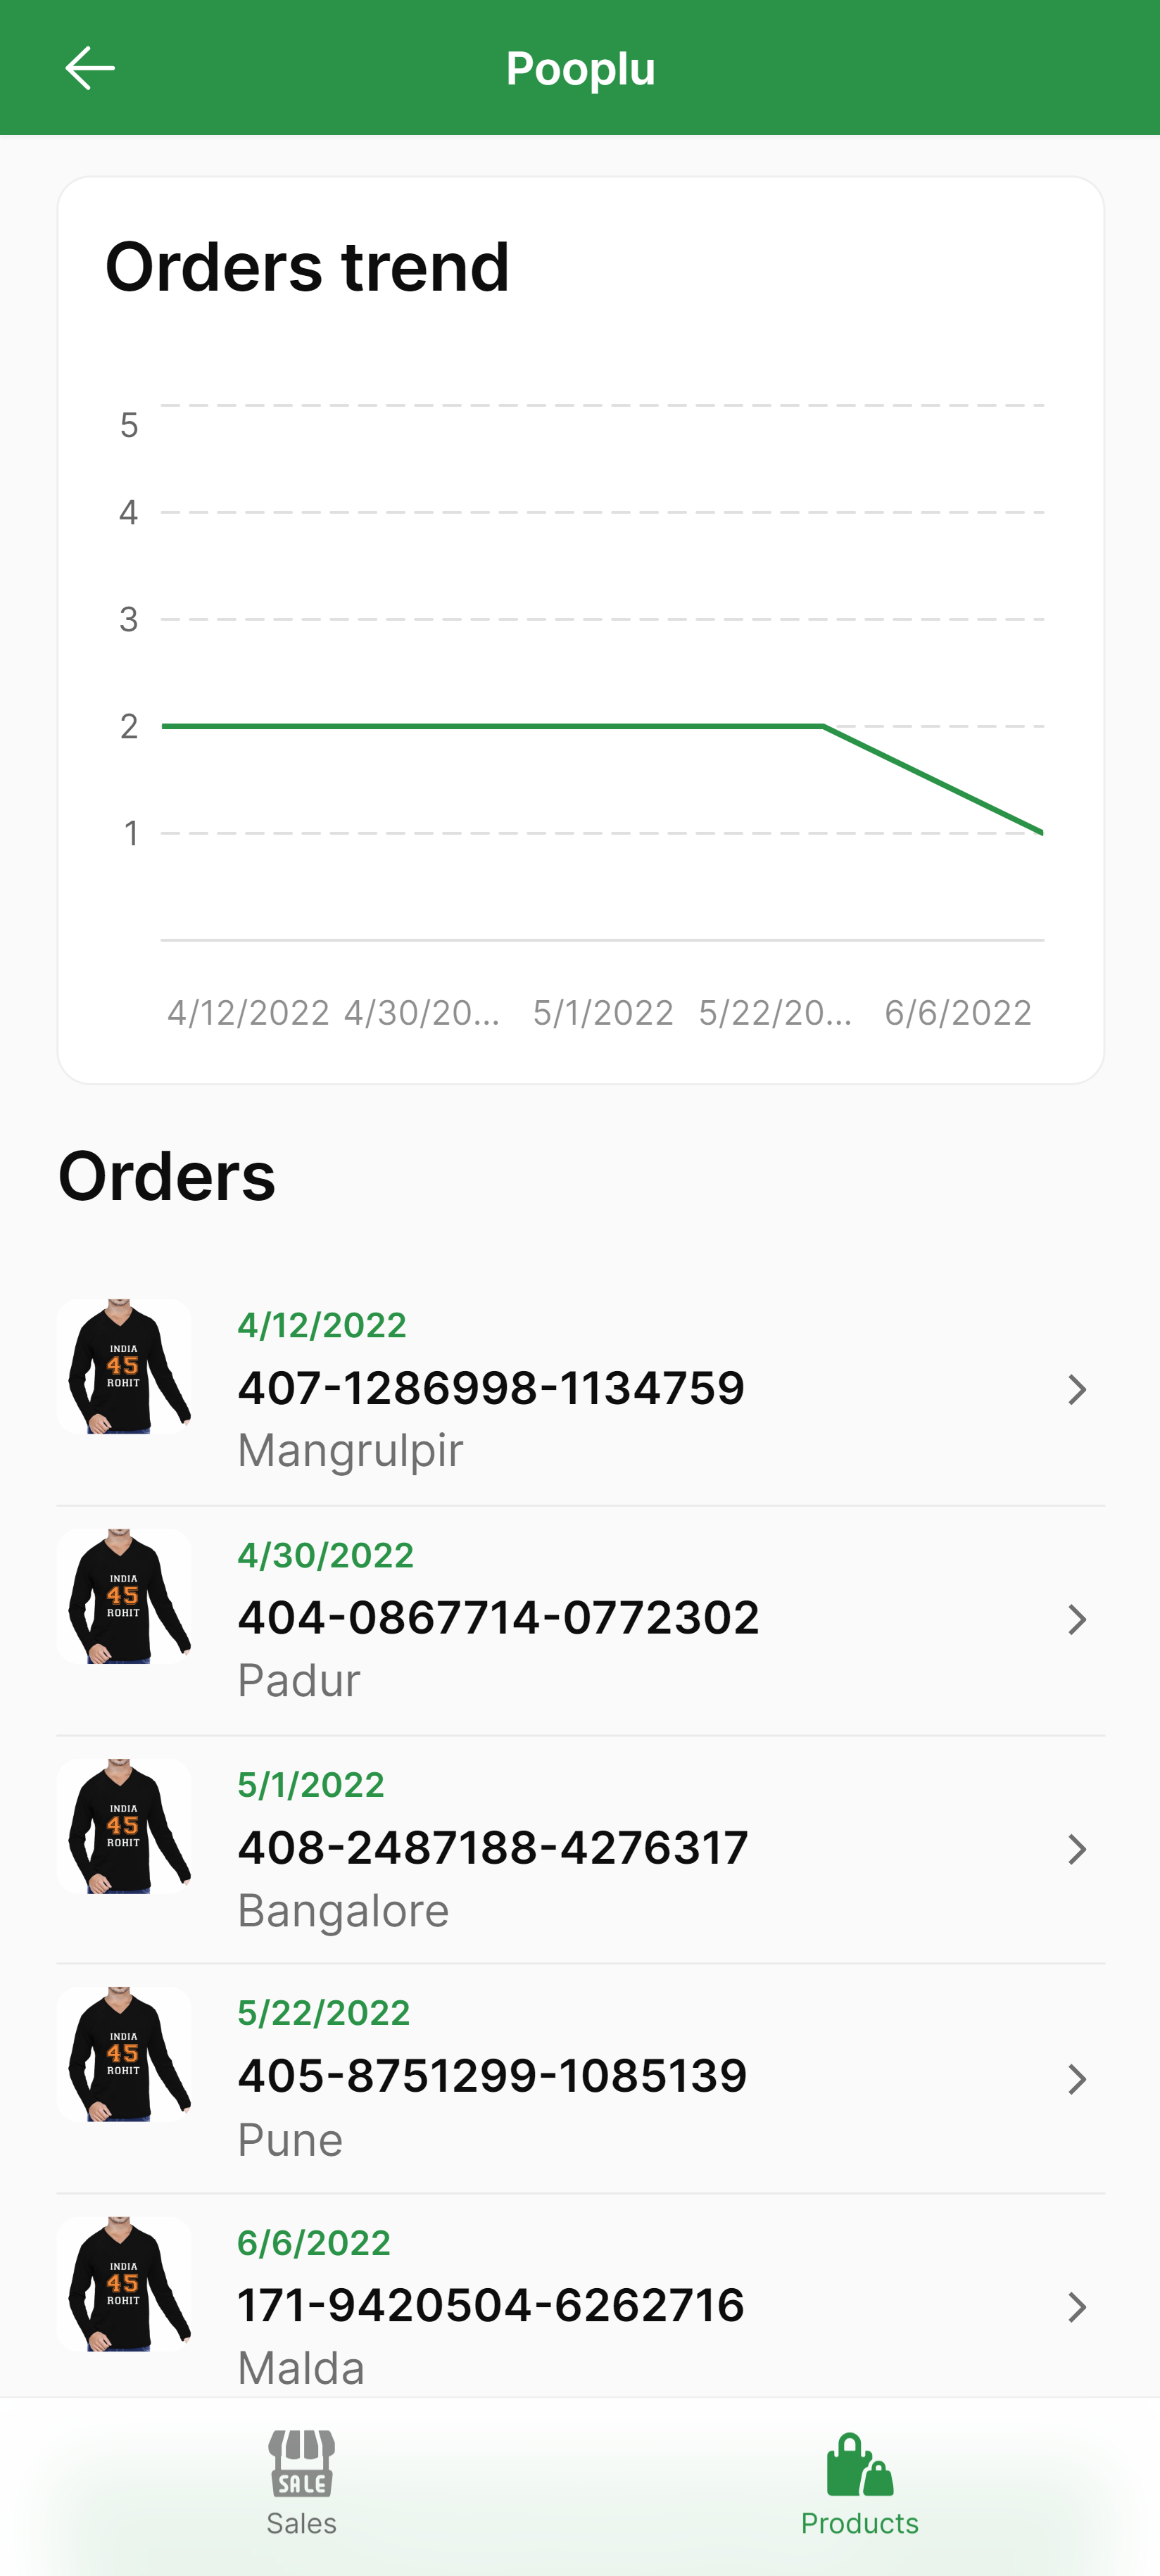 Pooplu
Orders trend
5
4
3
2
1
4/12/2022 4/30/20... 5/1/2022 5/22/20... 6/6/2022
Orders
INDIA
45
ROHIT
4/12/2022
407-1286998-1134759
Mangrulpir
INDIA
45
ROHIT
4/30/2022
404-0867714-0772302
Padur
INDIA
45
ROHIT
5/1/2022
408-2487188-4276317
Bangalore
INDIA
45
ROHIT
5/22/2022
405-8751299-1085139
Pune
INDIA
45
ROHIT
6/6/2022
171-9420504-6262716
Malda
SALE
Sales
Products